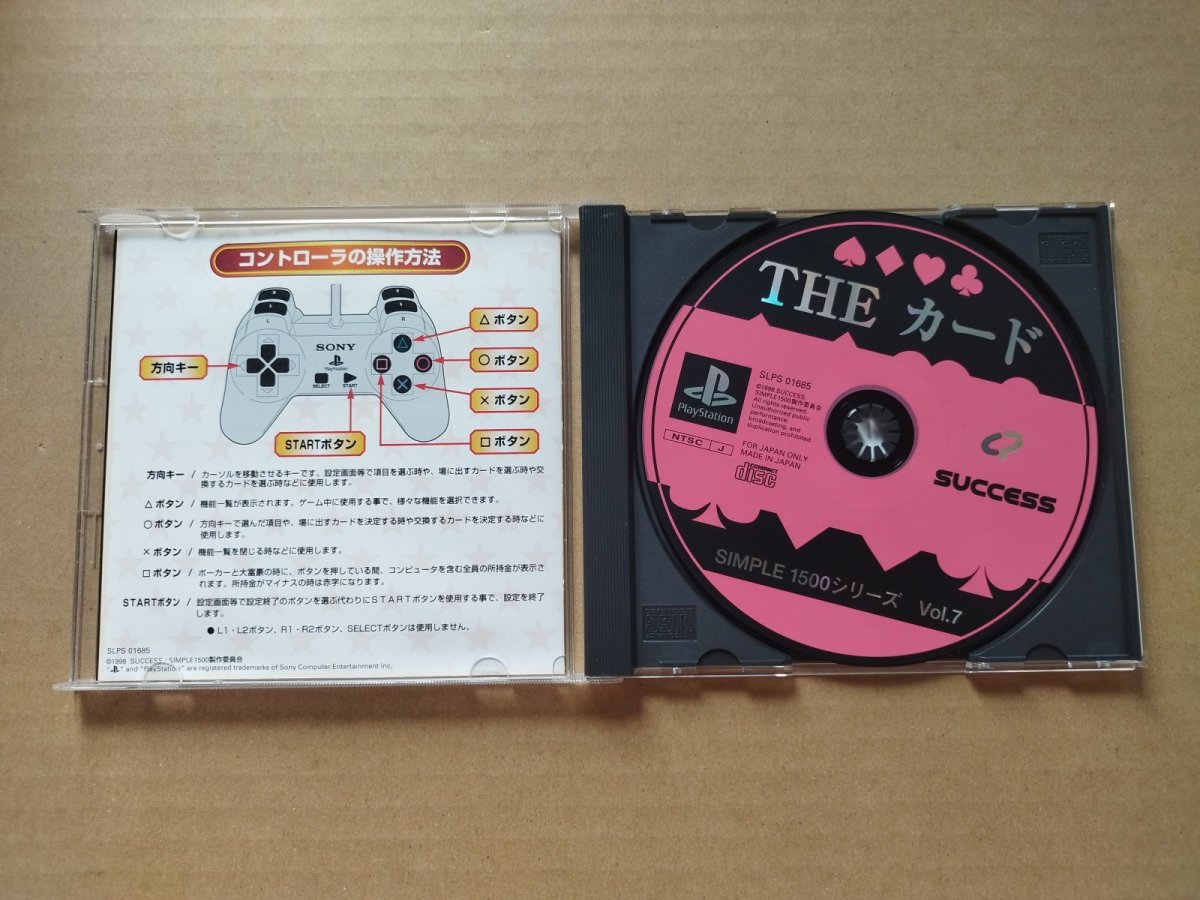 コントローラの操作方法
L
R
SONY
PlayStation
SELECT
START
方向キー
△ボタン
○ボタン
×ボタン
□ボタン
STARTボタン
方向キー / カーソルを移動させるキーです。設定画面等で項目を選ぶ時や、場に出すカードを選ぶ時や交
換するカードを選ぶ時などに使用します。
△ボタン / 機能一覧が表示されます。ゲーム中に使用する事で、様々な機能を選択できます。
○ボタン / 方向キーで選んだ項目や、場に出すカードを決定する時や交換するカードを決定する時などに
使用します。
×ボタン / 機能一覧を閉じる時などに使用します。
□ボタン / ポーカーと大富豪の時に、ボタンを押している間、コンピュータを含む全員の所持金が表示さ
れます。所持金がマイナスの時は赤字になります。
STARTボタン / 設定画面等で設定終了のボタンを選ぶ代わりにSTARTボタンを使用する事で、設定を終了
します。
●L1・L2ボタン、R1・R2ボタン、SELECTボタンは使用しません。
SLPS 01685
©1998 SUCCESS / SIMPLE1500製作委員会
" " and "PlayStation" are registered trademarks of Sony Computer Entertainment Inc.
THE カード
PlayStation
SLPS 01685
©1998 SUCCESS,
SIMPLE1500製作委員会
All rights reserved.
Unauthorized public
performance,
broadcasting, and
duplication prohibited.
NTSC J
FOR JAPAN ONLY
MADE IN JAPAN
COMPACT
disc
SUCCESS
SIMPLE 1500シリーズ Vol.7